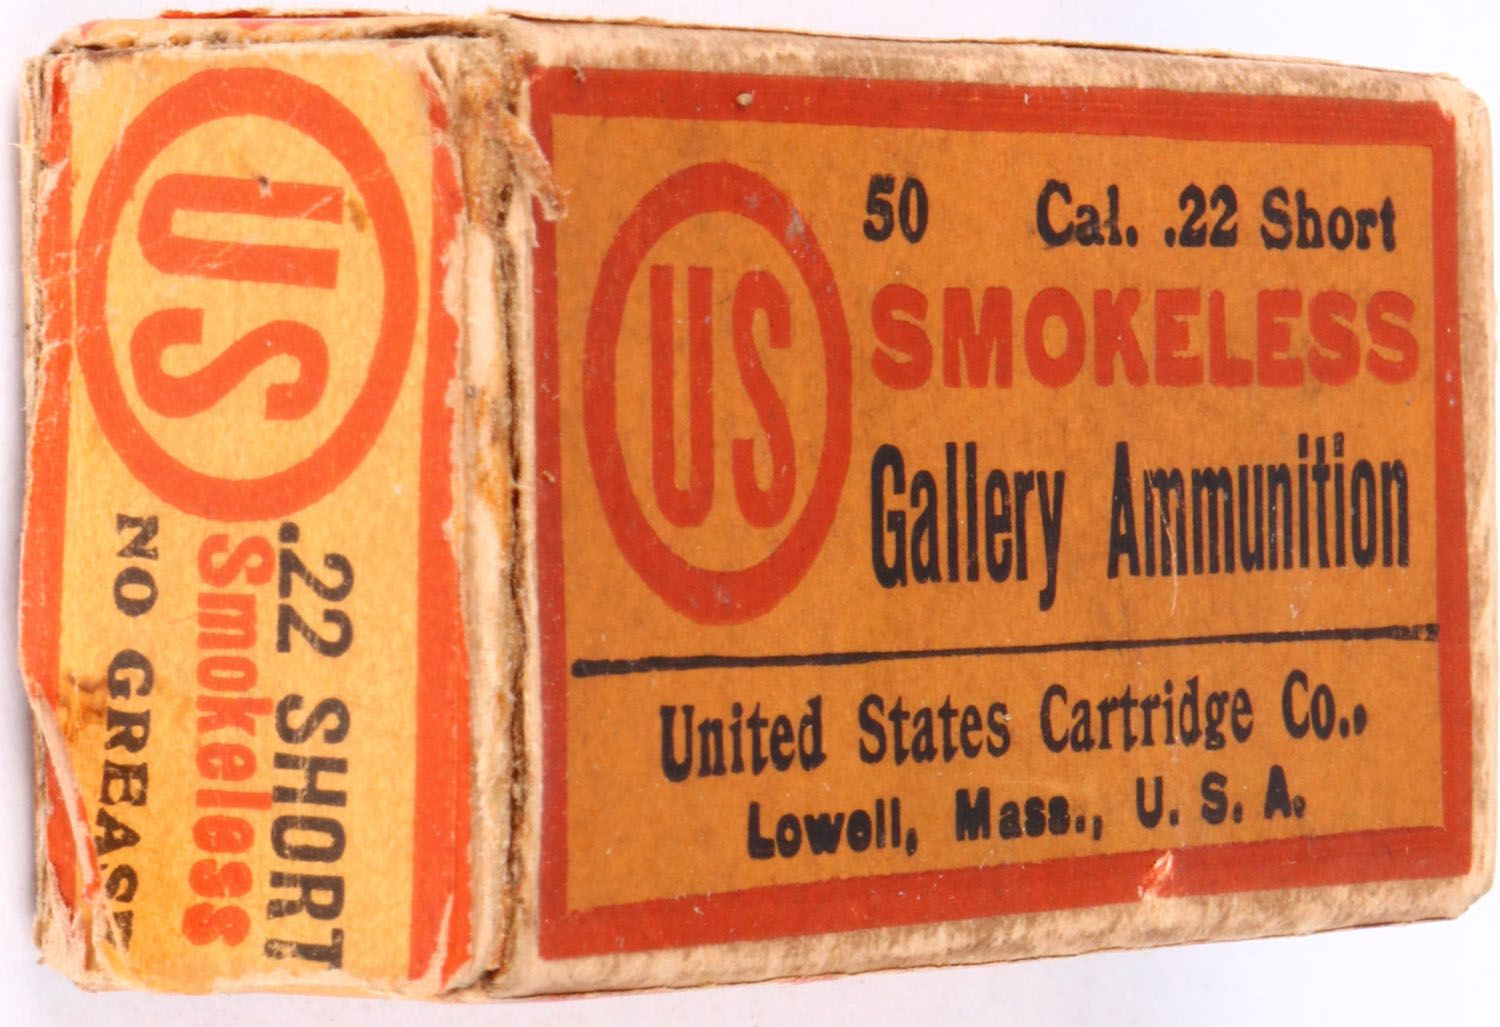 US
.22 SHORT
Smokeless
NO GREASE
US
50 Cal. .22 Short
SMOKELESS
Gallery Ammunition
United States Cartridge Co..
Lowell, Mass., U. S. A.